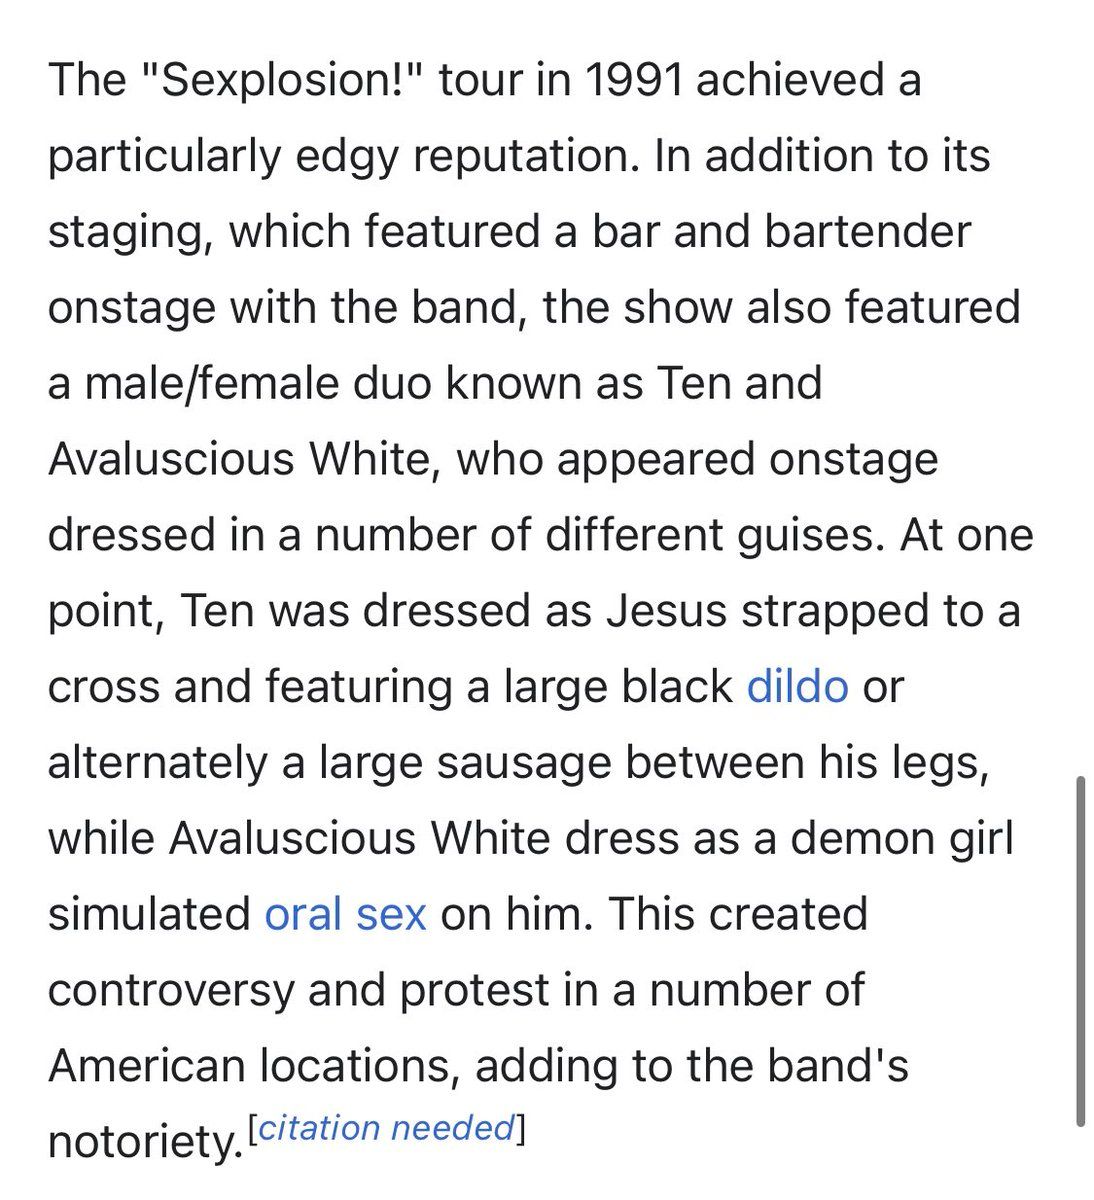 The "Sexplosion!" tour in 1991 achieved a
particularly edgy reputation. In addition to its
staging, which featured a bar and bartender
onstage with the band, the show also featured
a male/female duo known as Ten and
Avaluscious White, who appeared onstage
dressed in a number of different guises. At one
point, Ten was dressed as Jesus strapped to a
cross and featuring a large black dildo or
alternately a large sausage between his legs,
while Avaluscious White dress as a demon girl
simulated oral sex on him. This created
controversy and protest in a number of
American locations, adding to the band's
notoriety.[citation needed]